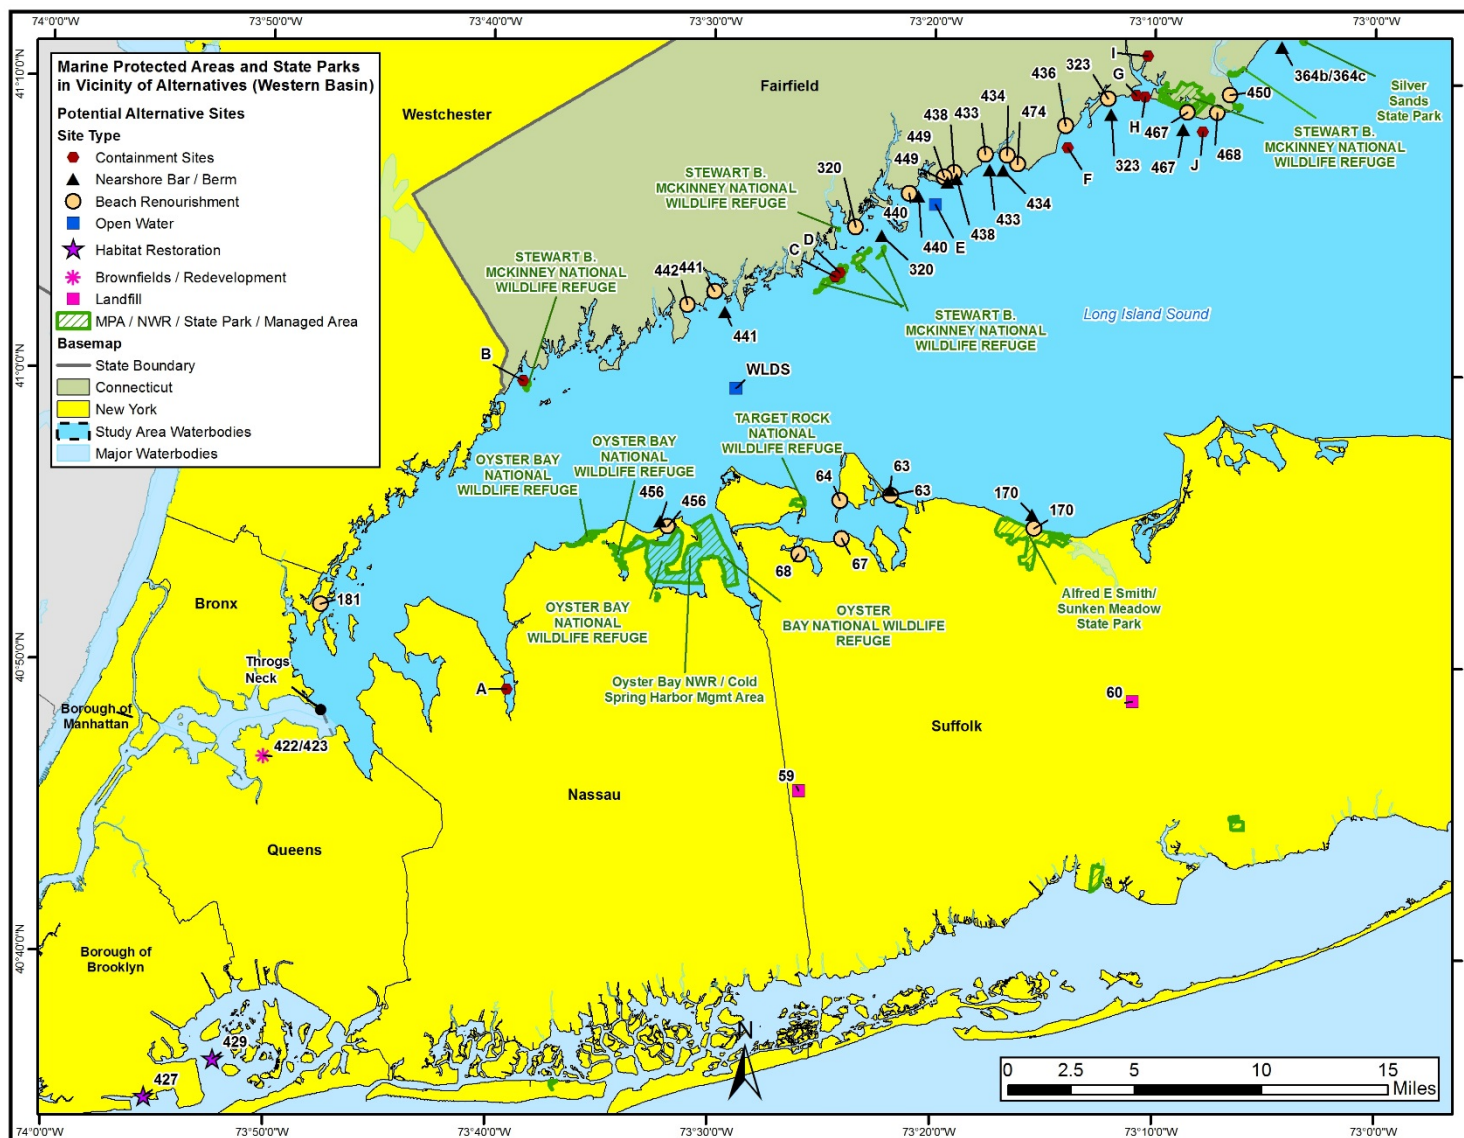 74°0'0"W
73°50'0"W
73°40'0"W
73°30'0"W
73°20'0"W
73°10'0"W
73°0'0"W
41°10'0"N
41°0'0"N
40°50'0"N
40°40'0"N
Marine Protected Areas and State Parks
in Vicinity of Alternatives (Western Basin)
Potential Alternative Sites
Site Type
Containment Sites
Nearshore Bar / Berm
Beach Renourishment
Open Water
Habitat Restoration
Brownfields / Redevelopment
Landfill
MPA / NWR / State Park / Managed Area
Basemap
State Boundary
Connecticut
New York
Study Area Waterbodies
Major Waterbodies
Westchester
Fairfield
I
G
H
323
436
434
474
433
438
449
449
320
440
440
E
438
433
434
F
323
467
467
J
468
450
364b/364c
Silver
Sands
State Park
STEWART B.
MCKINNEY NATIONAL
WILDLIFE REFUGE
STEWART B.
MCKINNEY NATIONAL
WILDLIFE REFUGE
320
D
C
STEWART B.
MCKINNEY NATIONAL
WILDLIFE REFUGE
STEWART B.
MCKINNEY NATIONAL
WILDLIFE REFUGE
442
441
441
B
Long Island Sound
WLDS
TARGET ROCK
NATIONAL
WILDLIFE REFUGE
OYSTER BAY
NATIONAL
WILDLIFE REFUGE
OYSTER BAY
NATIONAL
WILDLIFE REFUGE
456
456
64
63
63
68
67
170
170
Alfred E Smith/
Sunken Meadow
State Park
OYSTER BAY
NATIONAL
WILDLIFE REFUGE
OYSTER
BAY NATIONAL WILDLIFE
REFUGE
Oyster Bay NWR / Cold
Spring Harbor Mgmt Area
Bronx
181
Throgs
Neck
A
Borough of
Manhattan
422/423
60
59
Suffolk
Nassau
Queens
Borough of
Brooklyn
429
427
N
0
2.5
5
10
15
Miles
74°0'0"W
73°50'0"W
73°40'0"W
73°30'0"W
73°20'0"W
73°10'0"W
73°0'0"W